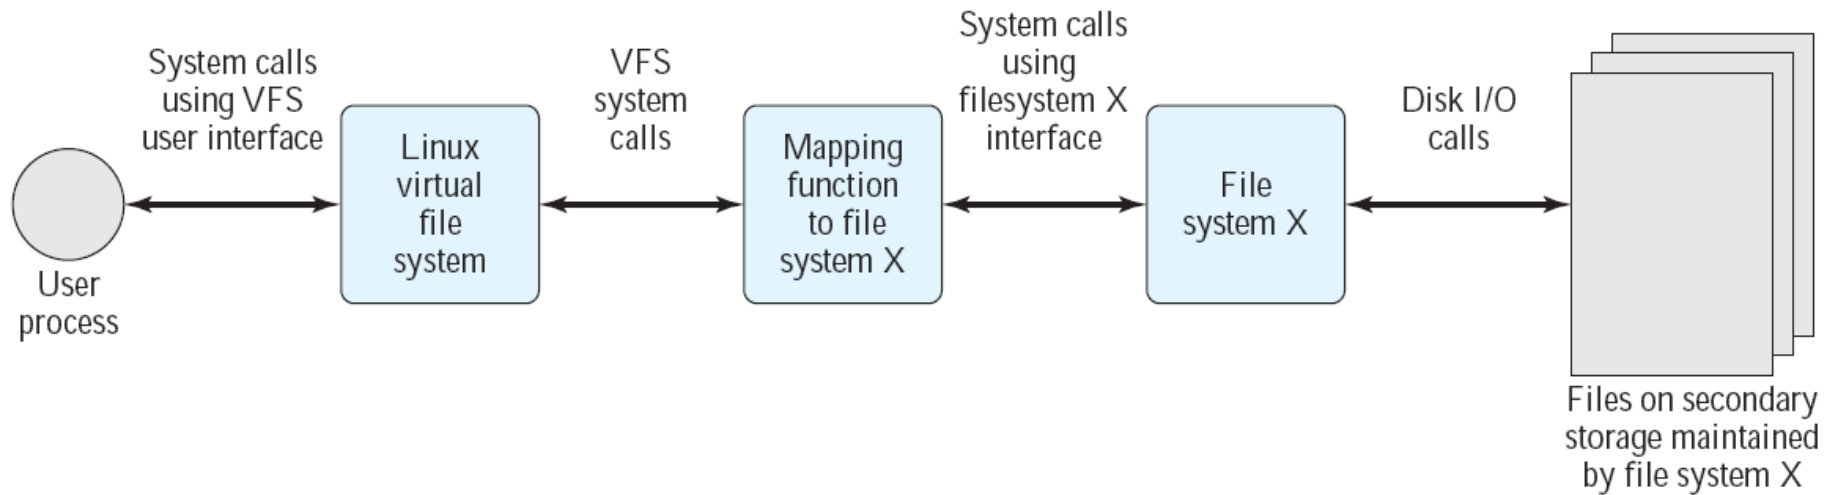 System calls
using VFS
user interface
VFS
system
calls
System calls
using
filesystem X
interface
Disk I/O
calls
User
process
Linux
virtual
file
system
Mapping
function
to file
system X
File
system X
Files on secondary
storage maintained
by file system X